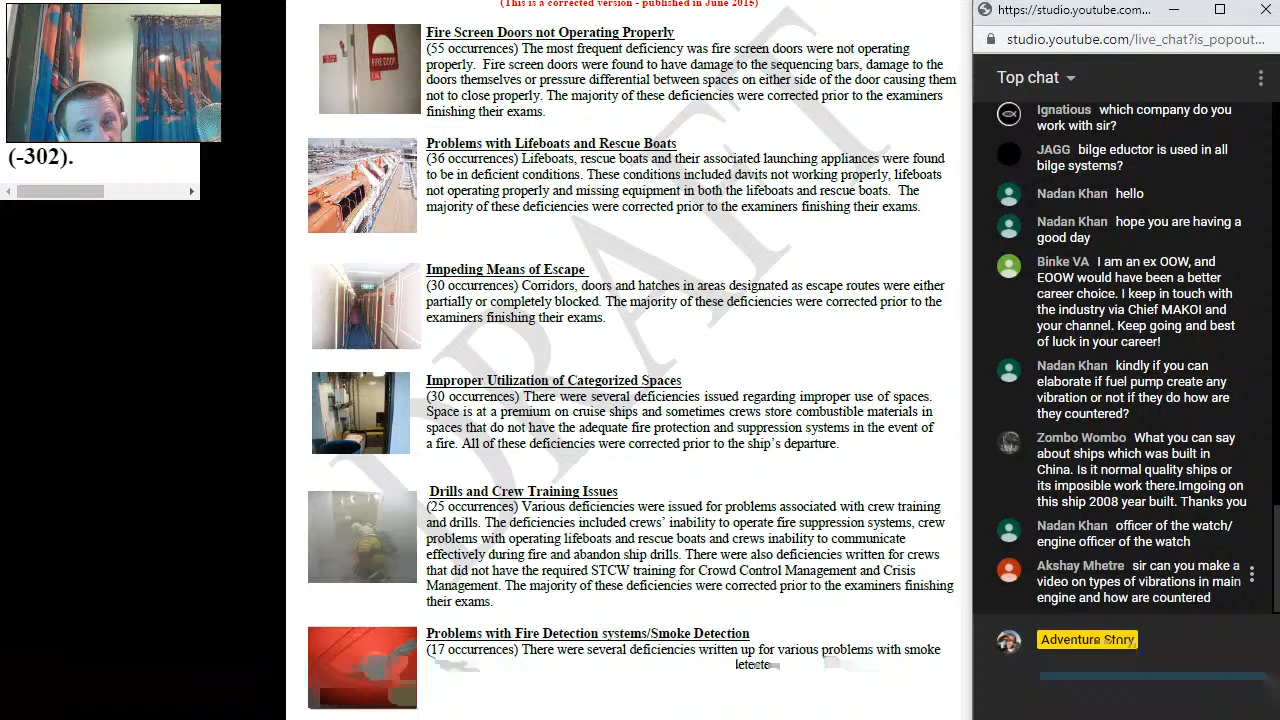 (-302).
(This is a corrected version - published in June 2015)
Fire Screen Doors not Operating Properly
(55 occurrences) The most frequent deficiency was fire screen doors were not operating
properly. Fire screen doors were found to have damage to the sequencing bars, damage to the
doors themselves or pressure differential between spaces on either side of the door causing them
not to close properly. The majority of these deficiencies were corrected prior to the examiners
finishing their exams.
FIRE DOOR
Problems with Lifeboats and Rescue Boats
(36 occurrences) Lifeboats, rescue boats and their associated launching appliances were found
to be in deficient conditions. These conditions included davits not working properly, lifeboats
not operating properly and missing equipment in both the lifeboats and rescue boats. The
majority of these deficiencies were corrected prior to the examiners finishing their exams.
Impeding Means of Escape
(30 occurrences) Corridors, doors and hatches in areas designated as escape routes were either
partially or completely blocked. The majority of these deficiencies were corrected prior to the
examiners finishing their exams.
Improper Utilization of Categorized Spaces
(30 occurrences) There were several deficiencies issued regarding improper use of spaces.
Space is at a premium on cruise ships and sometimes crews store combustible materials in
spaces that do not have the adequate fire protection and suppression systems in the event of
a fire. All of these deficiencies were corrected prior to the ship's departure.
Drills and Crew Training Issues
(25 occurrences) Various deficiencies were issued for problems associated with crew training
and drills. The deficiencies included crews' inability to operate fire suppression systems, crew
problems with operating lifeboats and rescue boats and crews inability to communicate
effectively during fire and abandon ship drills. There were also deficiencies written for crews
that did not have the required STCW training for Crowd Control Management and Crisis
Management. The majority of these deficiencies were corrected prior to the examiners finishing
their exams.
Problems with Fire Detection systems/Smoke Detection
(17 occurrences) There were several deficiencies written up for various problems with smoke
DRAFT
https://studio.youtube.com...
studio.youtube.com/live_chat?is_popout...
Top chat
Ignatious which company do you
work with sir?
JAGG bilge eductor is used in all
bilge systems?
Nadan Khan hello
Nadan Khan hope you are having a
good day
Binke VA I am an ex OOW, and
EOOW would have been a better
career choice. I keep in touch with
the industry via Chief MAKOI and
your channel. Keep going and best
of luck in your career!
Nadan Khan kindly if you can
elaborate if fuel pump create any
vibration or not if they do how are
they countered?
Zombo Wombo What you can say
about ships which was built in
China. Is it normal quality ships or
its imposible work there.Imgoing on
this ship 2008 year built. Thanks you
Nadan Khan officer of the watch/
engine officer of the watch
Akshay Mhetre sir can you make a
video on types of vibrations in main
engine and how are countered
Adventure Story